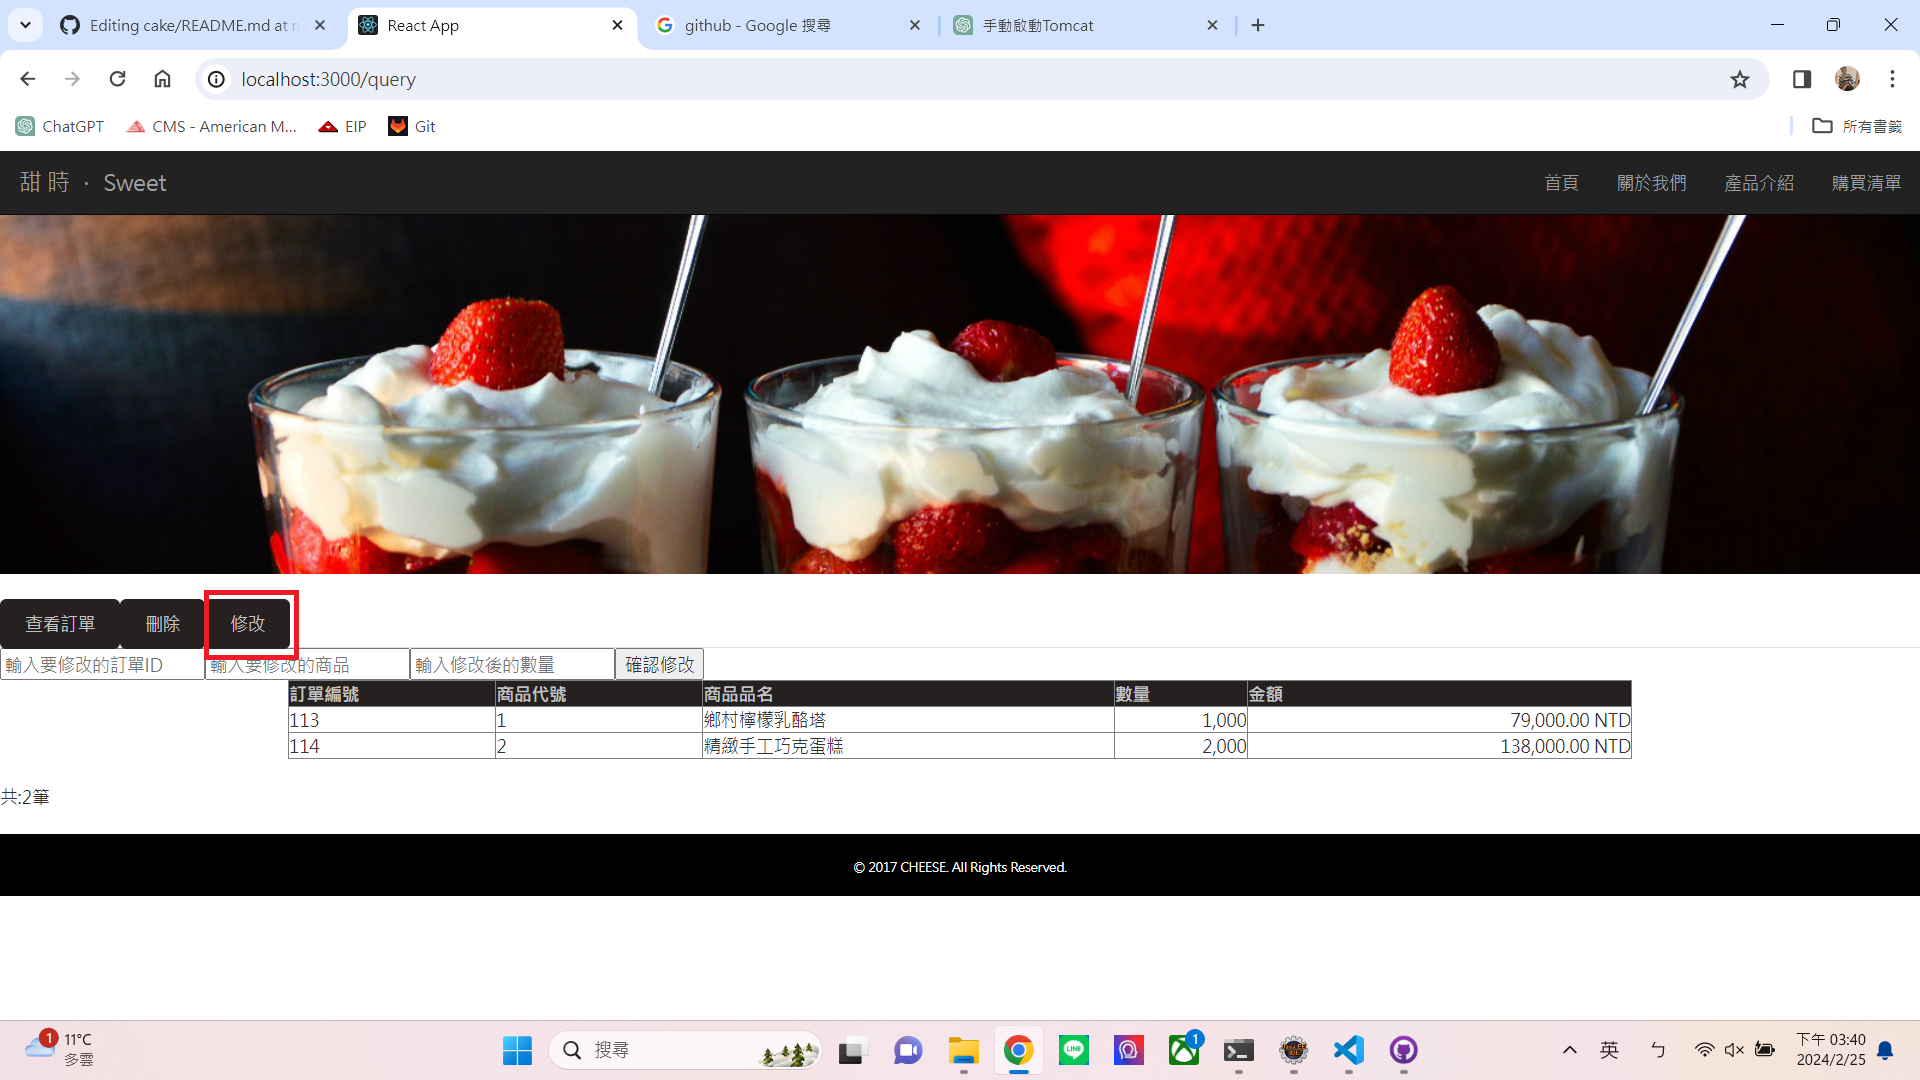 Editing cake/README.md at m
React App
github - Google 搜尋
手動啟動Tomcat
localhost:3000/query
ChatGPT
CMS - American M...
EIP
Git
所有書籤
甜 時 · Sweet
首頁
關於我們
產品介紹
購買清單
查看訂單
刪除
修改
輸入要修改的訂單ID
輸入要修改的商品
輸入修改後的數量
確認修改
訂單編號 商品代號 商品品名 數量 金額
113 1 鄉村檸檬乳酪塔 1,000 79,000.00 NTD
114 2 精緻手工巧克蛋糕 2,000 138,000.00 NTD
共:2筆
© 2017 CHEESE. All Rights Reserved.
1
11°C
多雲
搜尋
LINE
1
英
ㄅ
下午 03:40
2024/2/25